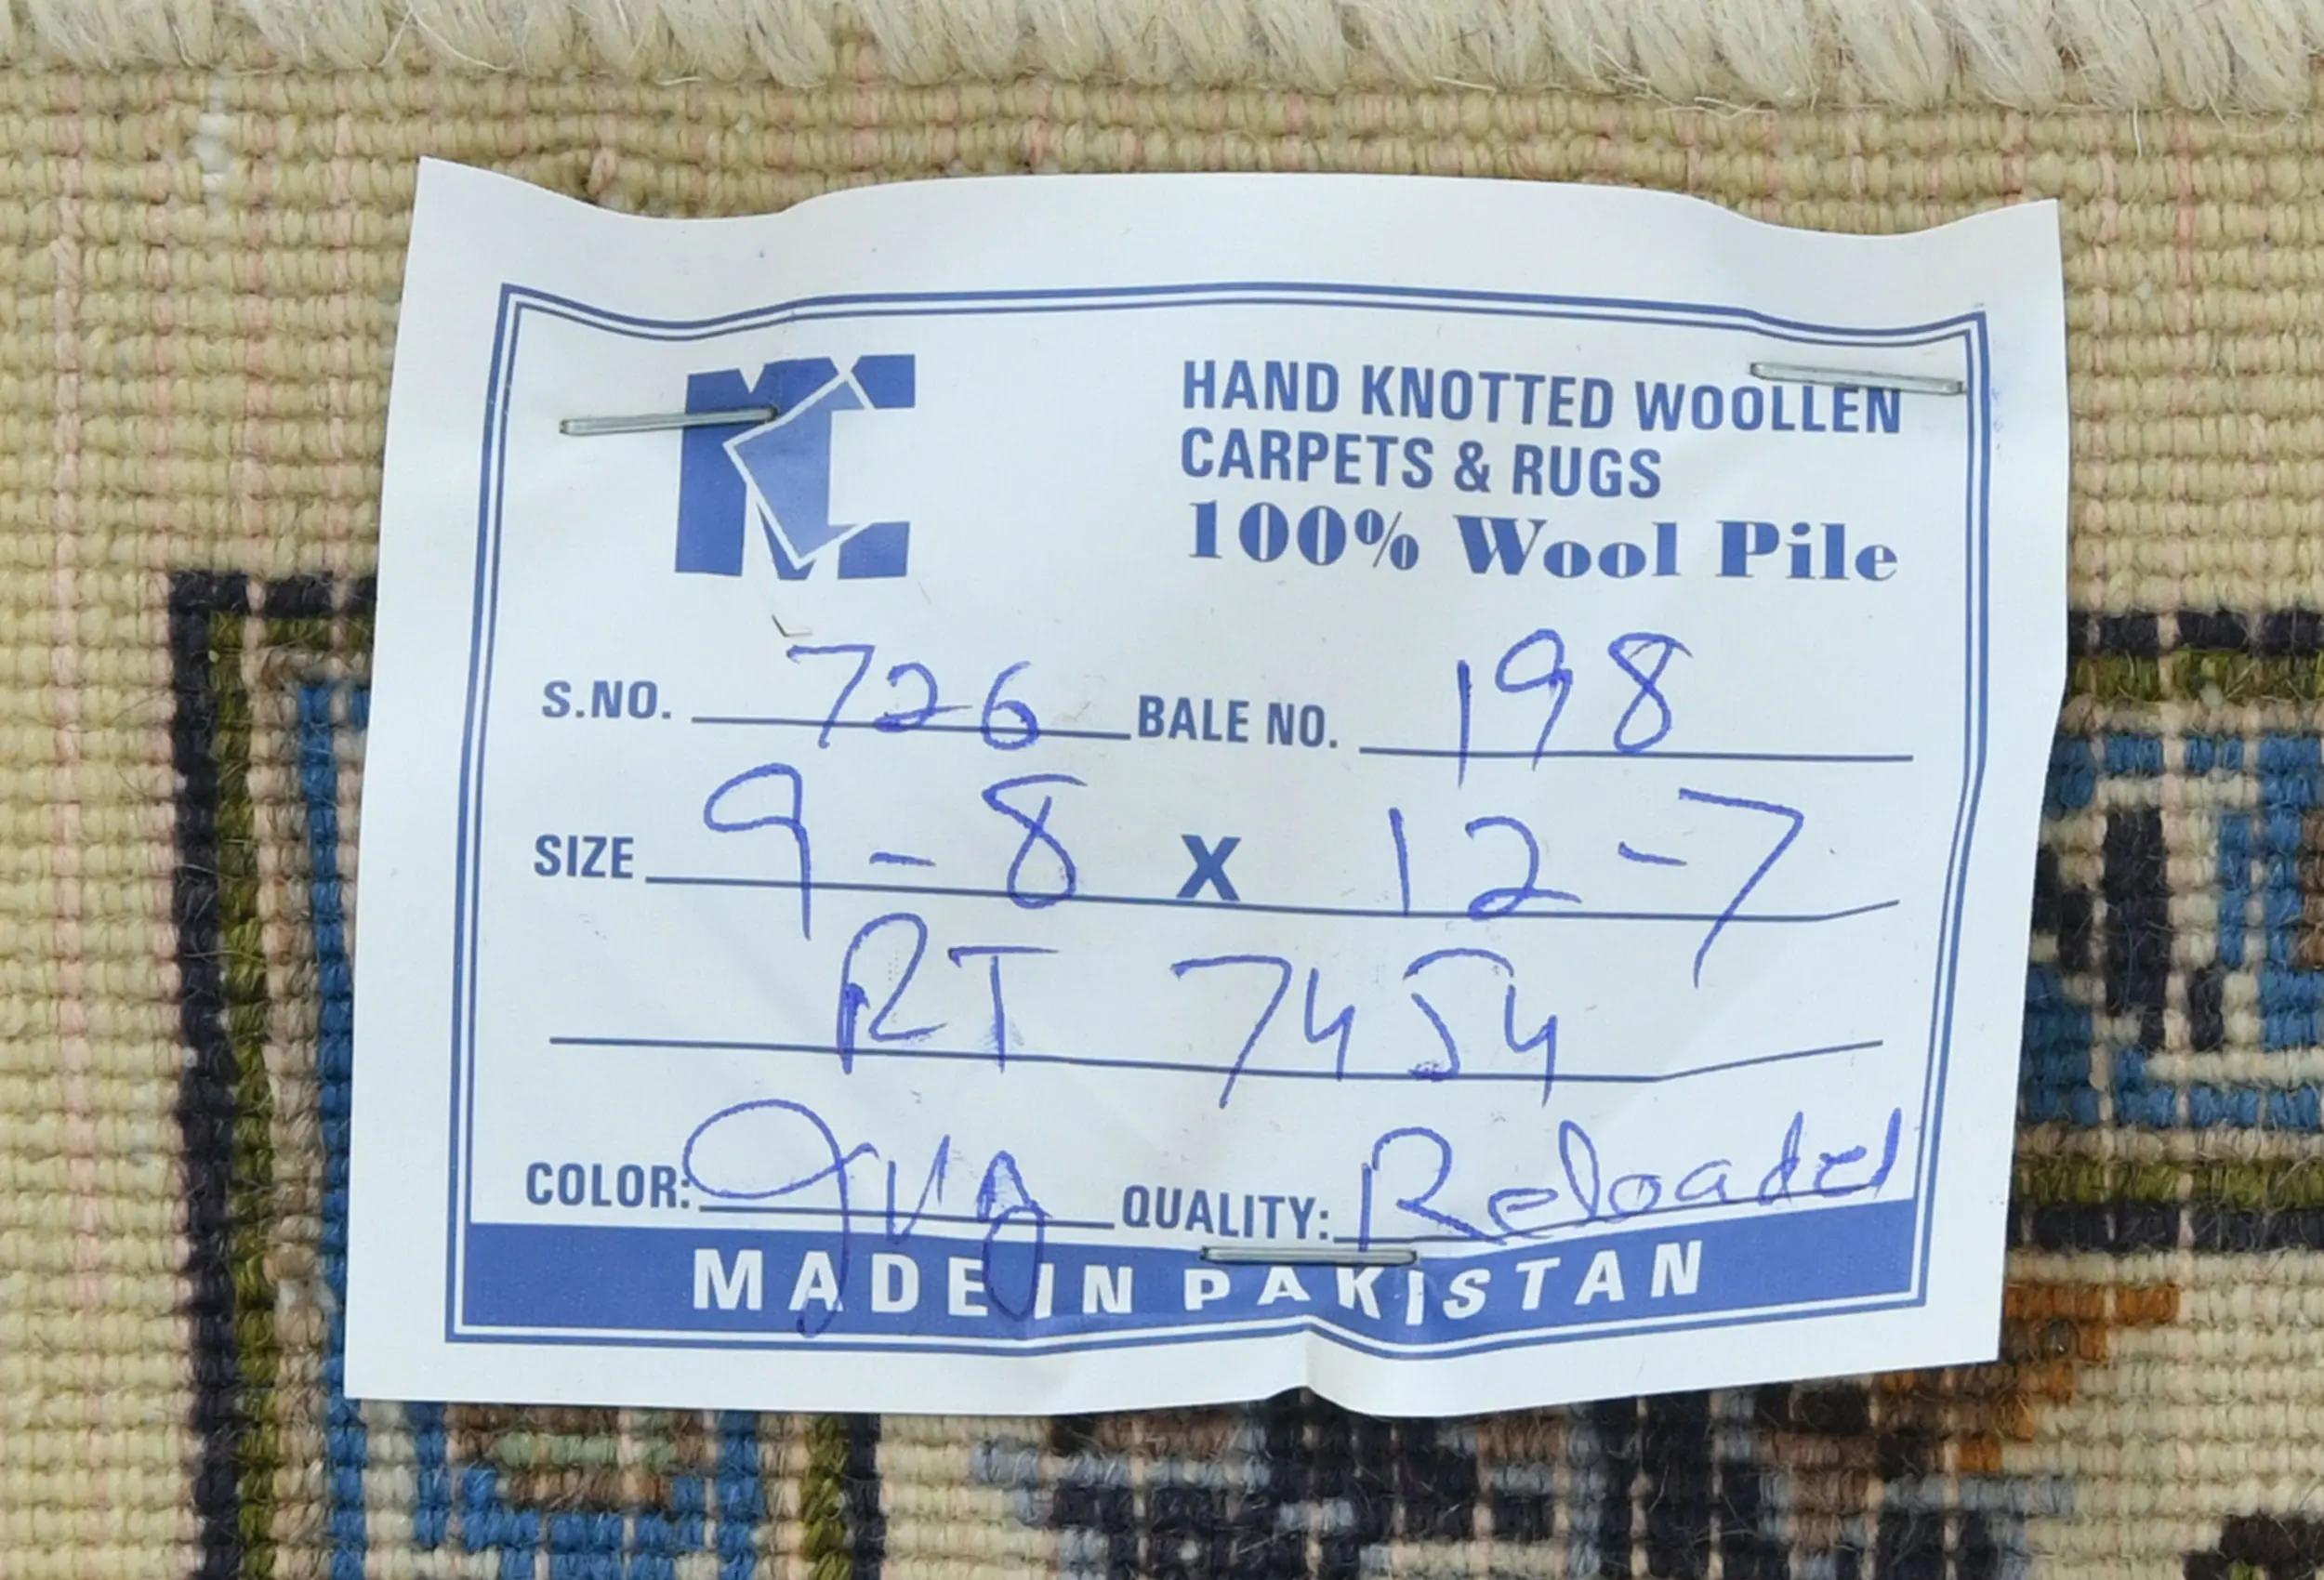 KC
HAND KNOTTED WOOLLEN
CARPETS & RUGS
100% Wool Pile
S.NO. 726 BALE NO. 198
SIZE 9-8 X 12-7
RT 7454
COLOR: QUALITY: Reloaded
MADE IN PAKISTAN